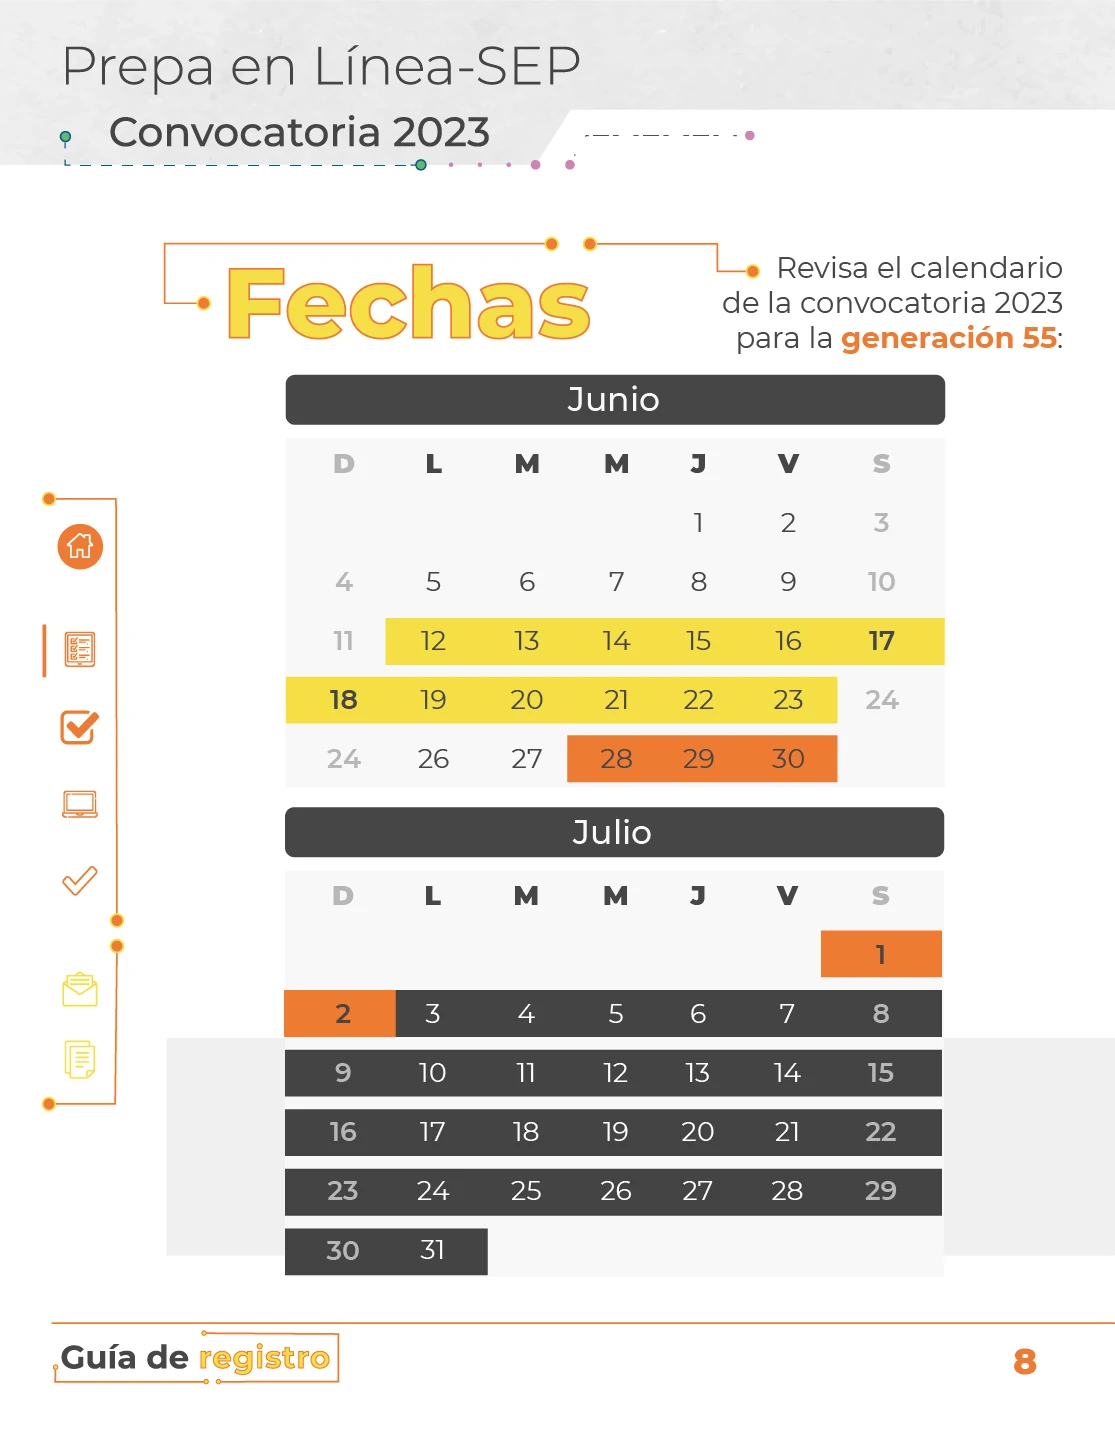 Prepa en Línea-SEP
Convocatoria 2023
Fechas
Revisa el calendario
de la convocatoria 2023
para la generación 55:
Junio
D L M M J V S
1 2 3
4 5 6 7 8 9 10
11 12 13 14 15 16 17
18 19 20 21 22 23 24
24 26 27 28 29 30
Julio
D L M M J V S
1
2 3 4 5 6 7 8
9 10 11 12 13 14 15
16 17 18 19 20 21 22
23 24 25 26 27 28 29
30 31
Guía de registro
8